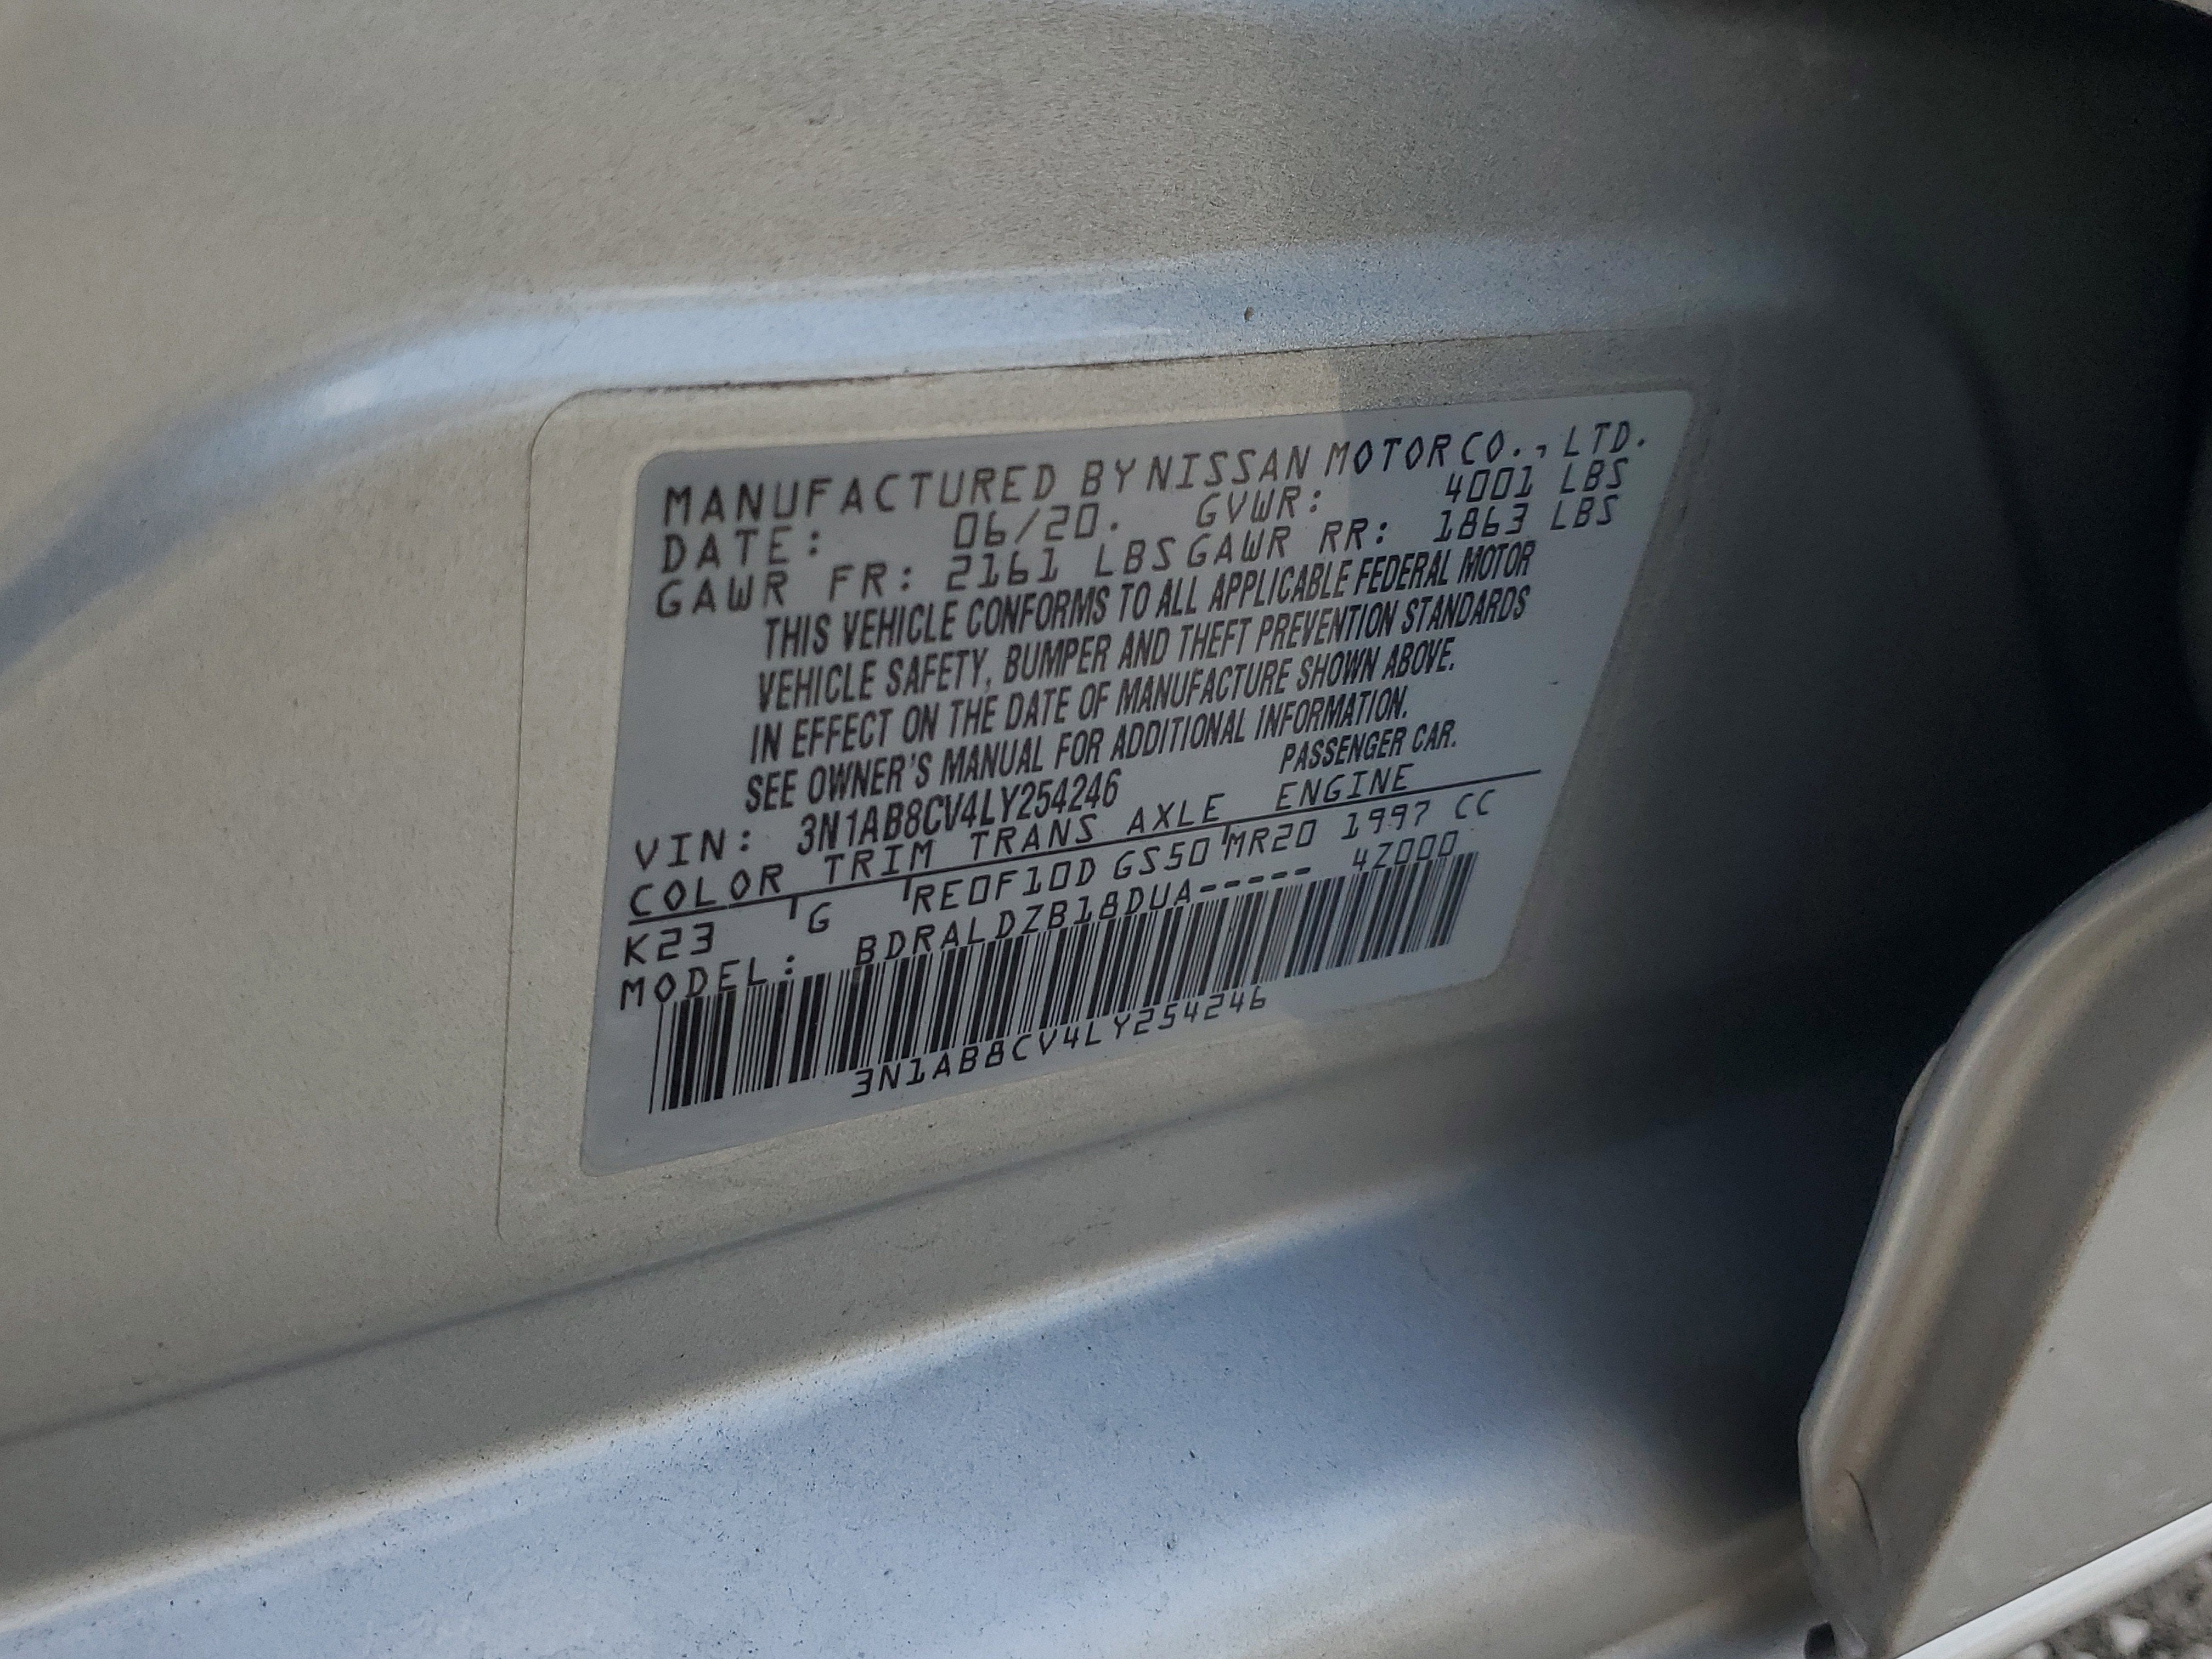 MANUFACTURED BY NISSAN MOTOR CO., LTD.
DATE: 06/20. GVWR: 4001 LBS
GAWR FR: 2161 LBS GAWR RR: 1863 LBS
THIS VEHICLE CONFORMS TO ALL APPLICABLE FEDERAL MOTOR
VEHICLE SAFETY, BUMPER AND THEFT PREVENTION STANDARDS
IN EFFECT ON THE DATE OF MANUFACTURE SHOWN ABOVE.
SEE OWNER'S MANUAL FOR ADDITIONAL INFORMATION.
VIN: 3N1AB8CV4LY254246 PASSENGER CAR.
COLOR TRIM TRANS AXLE ENGINE
K23 G RE0F10D GS50 MR20 1997 CC
MODEL: BDRALDZB18DUA----- 4Z000
3N1AB8CV4LY254246